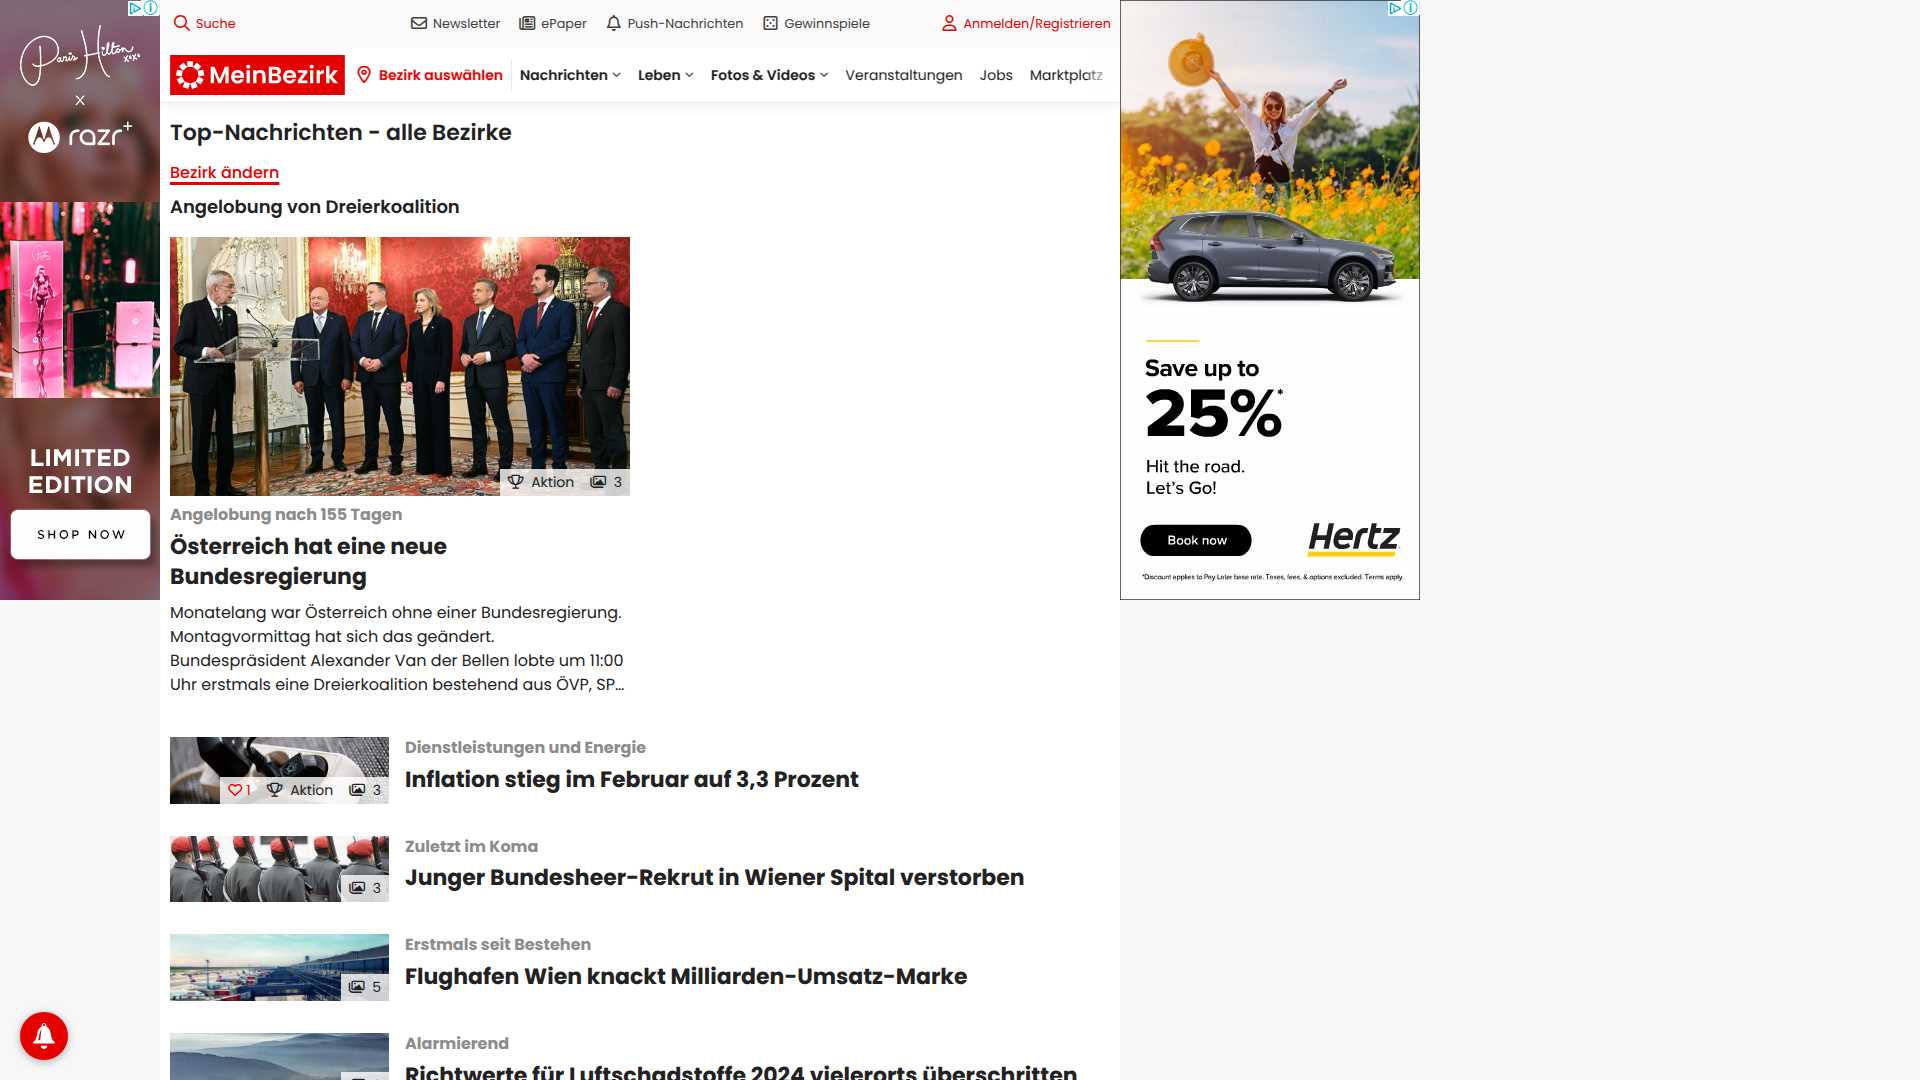 Suche
Newsletter
ePaper
Push-Nachrichten
Gewinnspiele
Anmelden/Registrieren
MeinBezirk
Bezirk auswählen
Nachrichten
Leben
Fotos & Videos
Veranstaltungen
Jobs
Marktplatz
Paris Hilton
xoxo
X
razr+
LIMITED
EDITION
SHOP NOW
Top-Nachrichten - alle Bezirke
Bezirk ändern
Angelobung von Dreierkoalition
Aktion 3
Angelobung nach 155 Tagen
Österreich hat eine neue
Bundesregierung
Monatelang war Österreich ohne einer Bundesregierung.
Montagvormittag hat sich das geändert.
Bundespräsident Alexander Van der Bellen lobte um 11:00
Uhr erstmals eine Dreierkoalition bestehend aus ÖVP, SP...
1 Aktion 3
Dienstleistungen und Energie
Inflation stieg im Februar auf 3,3 Prozent
3
Zuletzt im Koma
Junger Bundesheer-Rekrut in Wiener Spital verstorben
5
Erstmals seit Bestehen
Flughafen Wien knackt Milliarden-Umsatz-Marke
Alarmierend
Richtwerte für Luftschadstoffe 2024 vielerorts überschritten
Save up to
25%*
Hit the road.
Let's Go!
Book now
Hertz
*Discount applies to Pay Later base rate. Taxes, fees, & options excluded. Terms apply.